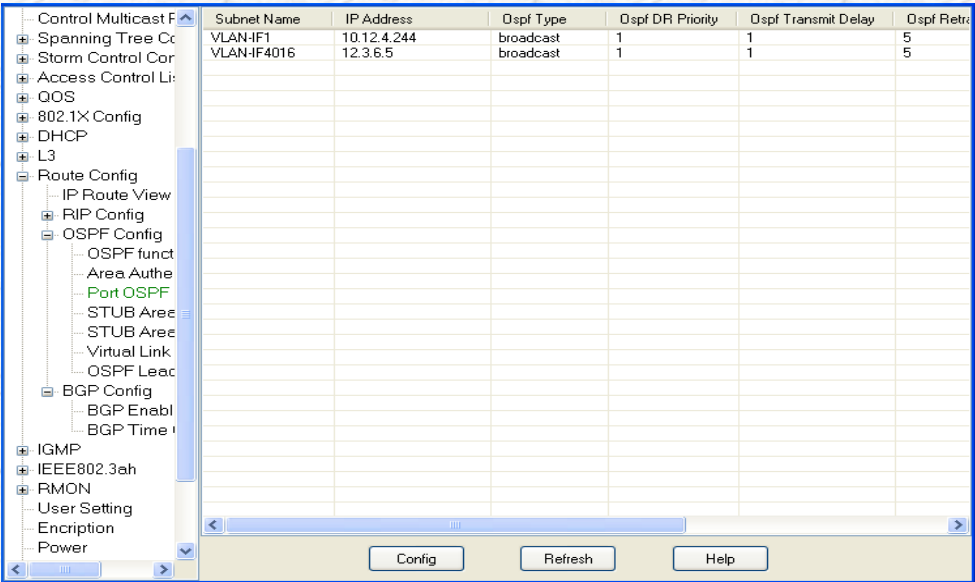 Control Multicast F
Spanning Tree Co
Storm Control Cor
Access Control Li
QOS
802.1X Config
DHCP
L3
Route Config
IP Route View
RIP Config
OSPF Config
OSPF funct
Area Authe
Port OSPF
STUB Area
STUB Area
Virtual Link
OSPF Leac
BGP Config
BGP Enabl
BGP Time
IGMP
IEEE802.3ah
RMON
User Setting
Encription
Power
Subnet Name IP Address Ospf Type Ospf DR Priority Ospf Transmit Delay Ospf Retra
VLAN-IF1 10.12.4.244 broadcast 1 1 5
VLAN-IF4016 12.3.6.5 broadcast 1 1 5
Config Refresh Help